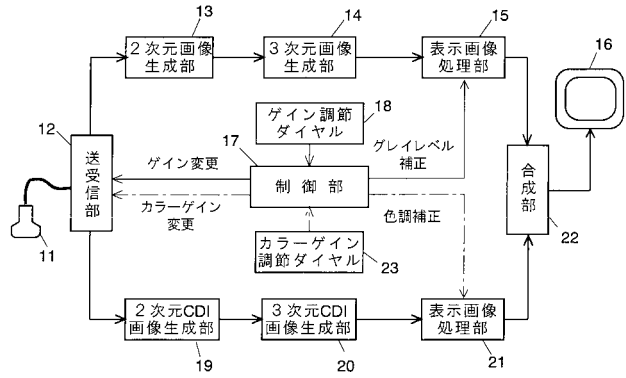 13
14
15
16
2次元画像
生成部
3次元画像
生成部
表示画像
処理部
12
送受信部
ゲイン調節
ダイヤル
18
17
ゲイン変更
制御部
グレイレベル
補正
カラーゲイン
変更
色調補正
合成部
22
11
カラーゲイン
調節ダイヤル
23
2次元CDI
画像生成部
3次元CDI
画像生成部
表示画像
処理部
19
20
21